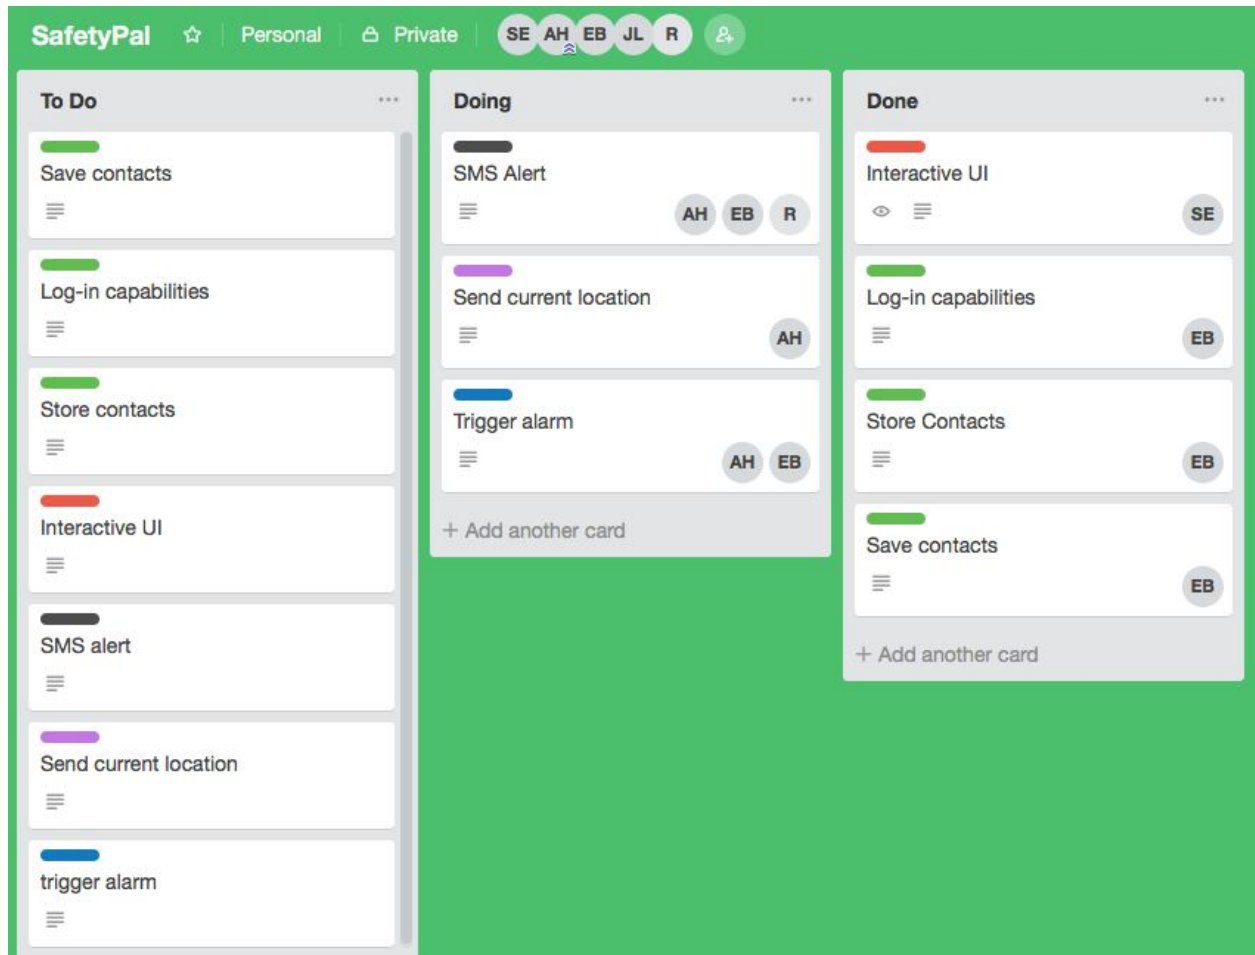 SafetyPal Personal Private SE AH EB JL R
To Do
Save contacts
Log-in capabilities
Store contacts
Interactive UI
SMS alert
Send current location
trigger alarm
Doing
SMS Alert
AH EB R
Send current location
AH
Trigger alarm
AH EB
+ Add another card
Done
Interactive UI
SE
Log-in capabilities
EB
Store Contacts
EB
Save contacts
EB
+ Add another card